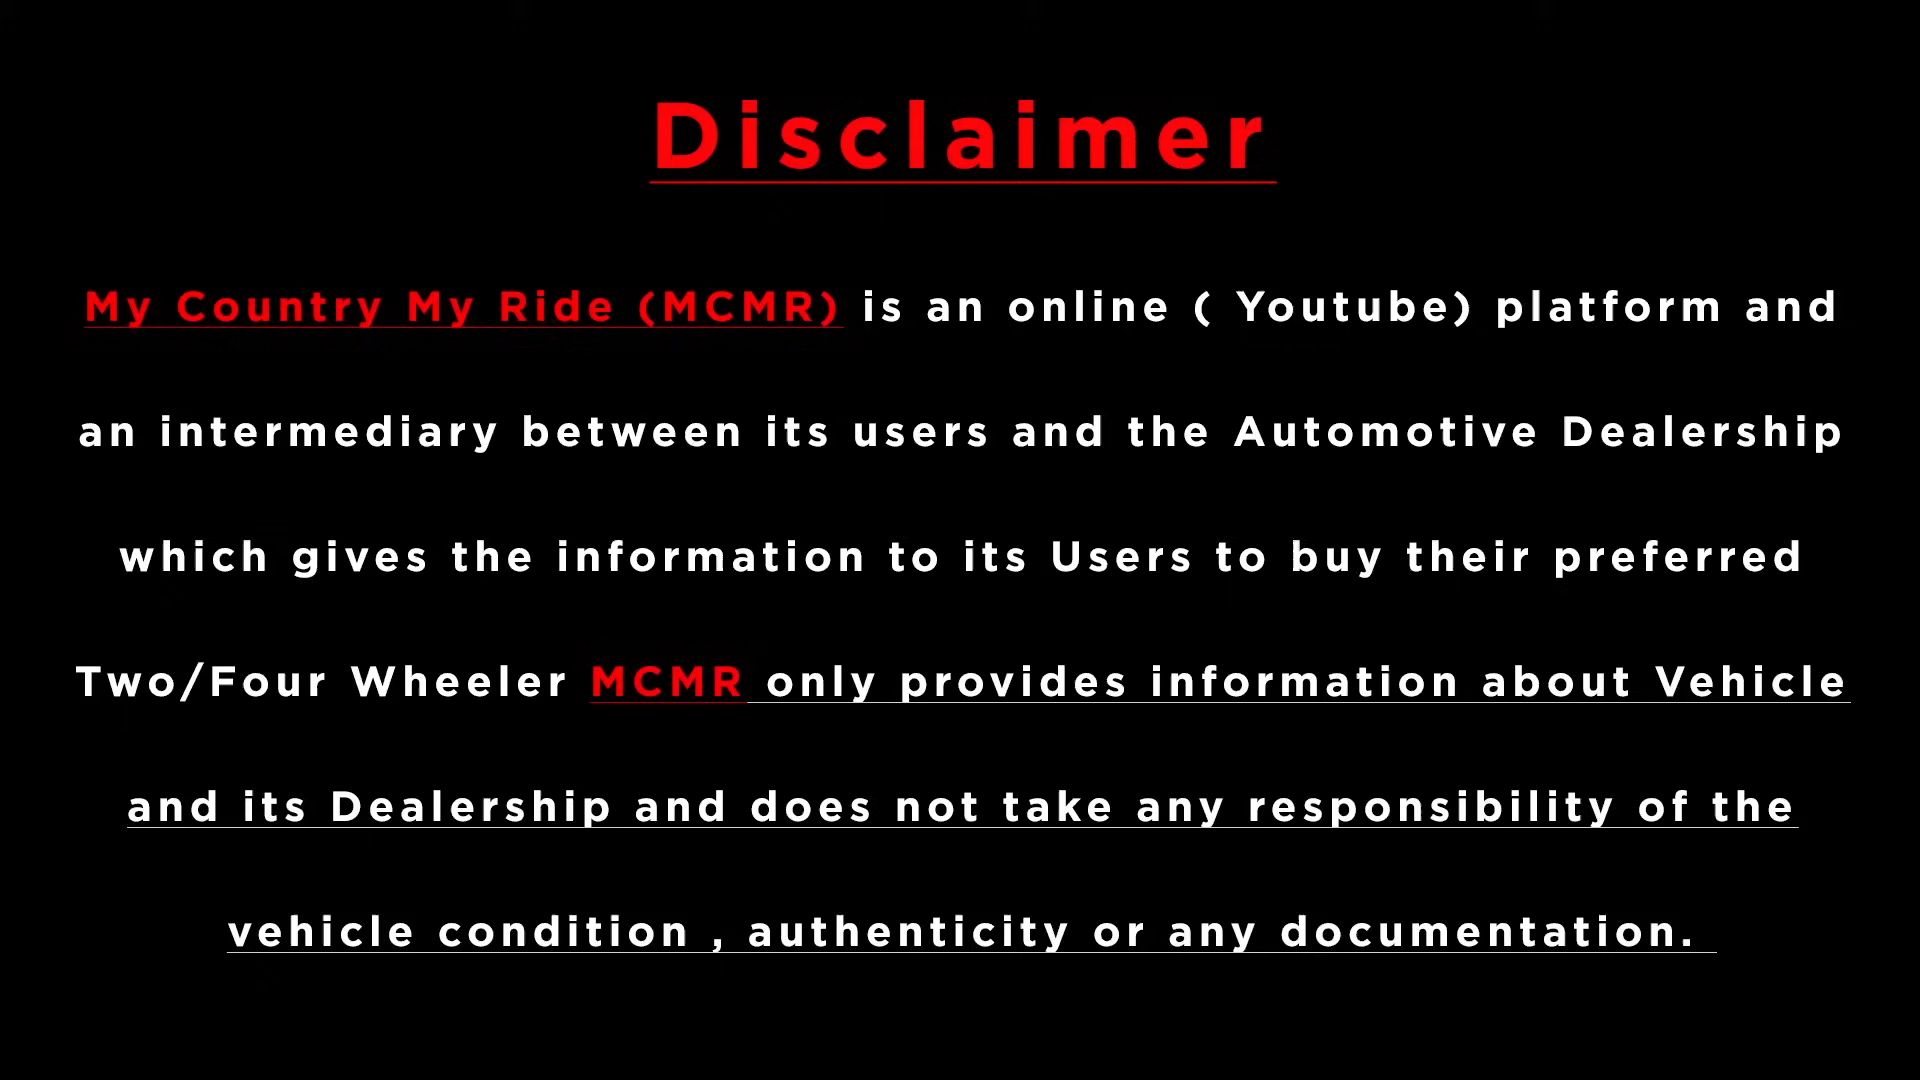 Disclaimer
My Country My Ride (MCMR) is an online ( Youtube) platform and
an intermediary between its users and the Automotive Dealership
which gives the information to its Users to buy their preferred
Two/Four Wheeler MCMR only provides information about Vehicle
and its Dealership and does not take any responsibility of the
vehicle condition , authenticity or any documentation.